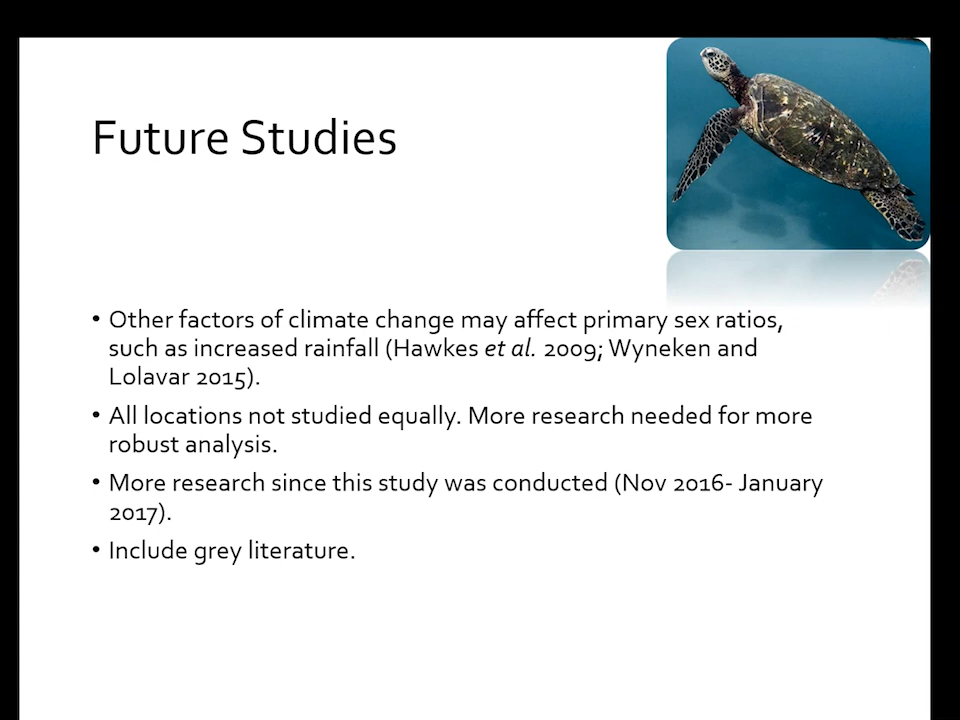 Future Studies
• Other factors of climate change may affect primary sex ratios,
such as increased rainfall (Hawkes et al. 2009; Wyneken and
Lolavar 2015).
• All locations not studied equally. More research needed for more
robust analysis.
• More research since this study was conducted (Nov 2016- January
2017).
• Include grey literature.